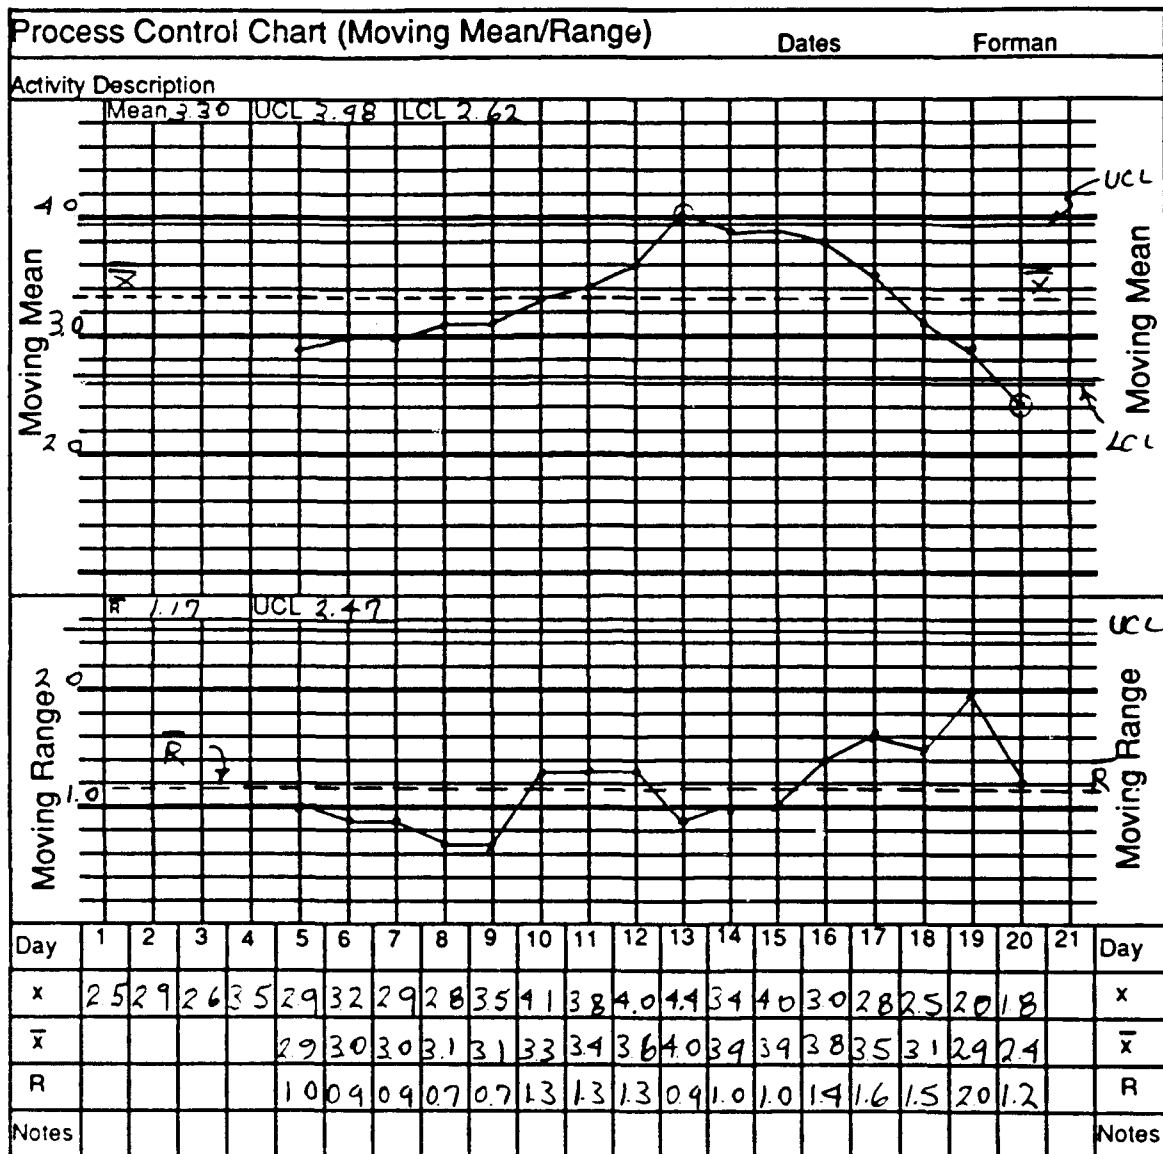 Process Control Chart (Moving Mean/Range) Dates Forman
Activity Description
Mean 3.30 UCL 3.98 LCL 2.62
UCL
4 0
X̿ X̿
3 0
Moving Mean Moving Mean
LCL
2 0
R̄ 1.17 UCL 2.47
UCL
2 0
R̄ R
1.0
Moving Range Moving Range
Day 1 2 3 4 5 6 7 8 9 10 11 12 13 14 15 16 17 18 19 20 21 Day
x 2 5 2 9 2 6 3 5 2 9 3 2 2 9 2 8 3 5 4 1 3 8 4.0 4.4 3 4 4 0 3 0 2 8 2.5 2 0 1.8 x
x̄ 2 9 3 0 3 0 3.1 3 1 3 3 3 4 3 6 4 0 3 9 3 9 3 8 3 5 3 1 2 9 2 4 x̄
R 1 0 0 9 0 9 0.7 0.7 1.3 1.3 1.3 0.9 1.0 1.0 1.4 1.6 1.5 2 0 1.2 R
Notes Notes